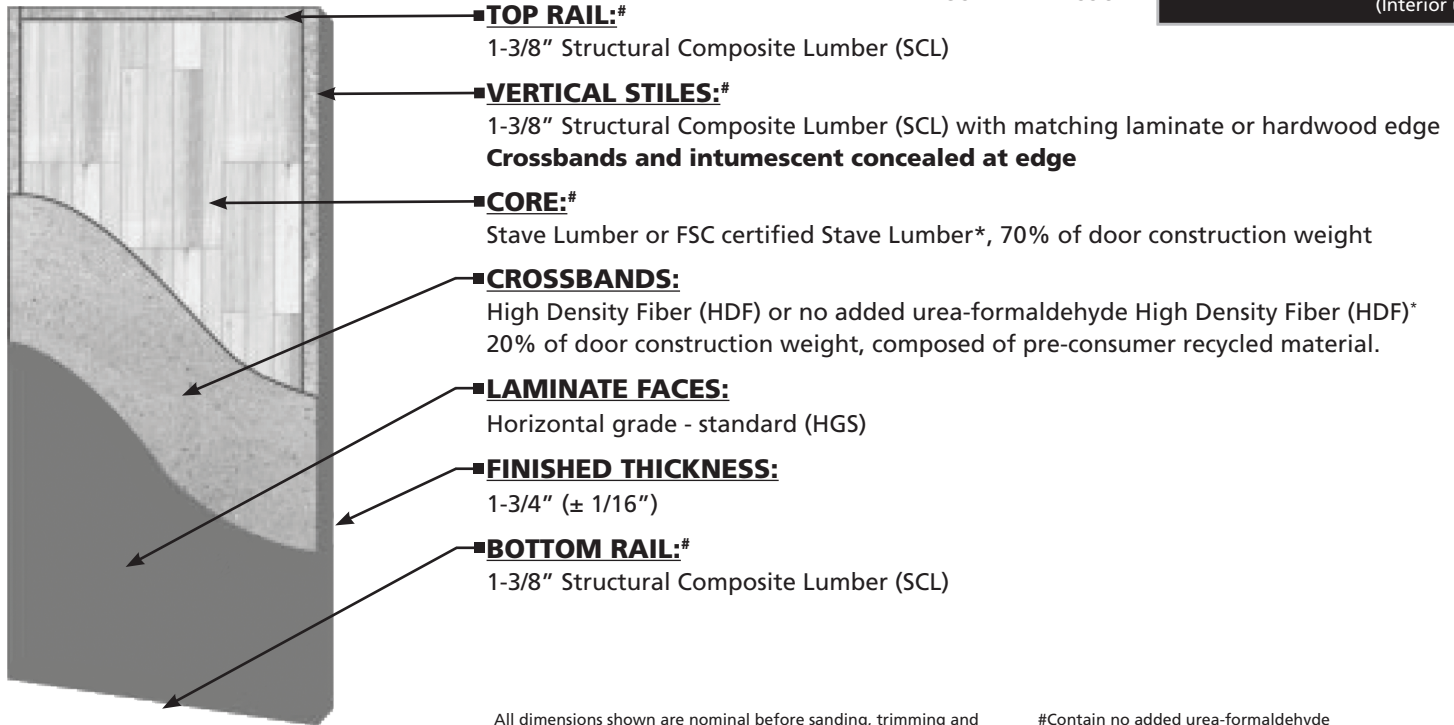 (Interior
TOP RAIL:#
1-3/8” Structural Composite Lumber (SCL)
VERTICAL STILES:#
1-3/8” Structural Composite Lumber (SCL) with matching laminate or hardwood edge
Crossbands and intumescent concealed at edge
CORE:#
Stave Lumber or FSC certified Stave Lumber*, 70% of door construction weight
CROSSBANDS:
High Density Fiber (HDF) or no added urea-formaldehyde High Density Fiber (HDF)*
20% of door construction weight, composed of pre-consumer recycled material.
LAMINATE FACES:
Horizontal grade - standard (HGS)
FINISHED THICKNESS:
1-3/4” (± 1/16”)
BOTTOM RAIL:#
1-3/8” Structural Composite Lumber (SCL)
All dimensions shown are nominal before sanding, trimming and
#Contain no added urea-formaldehyde